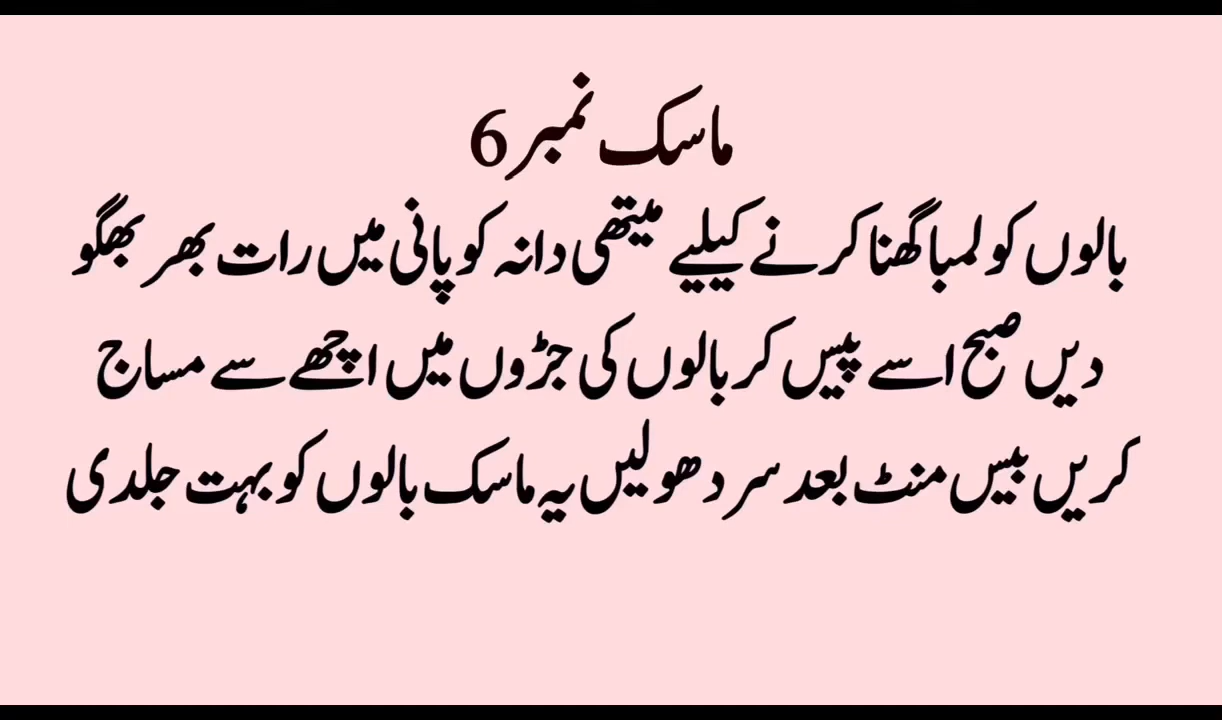 ماسک نمبر 6
بالوں کو لمبا گھنا کرنے کیلیے میتھی دانہ کو پانی میں رات بھر بھگو
دیں صبح اسے پیس کر بالوں کی جڑوں میں اچھے سے مساج
کریں بیس منٹ بعد سر دھو لیں یہ ماسک بالوں کو بہت جلدی